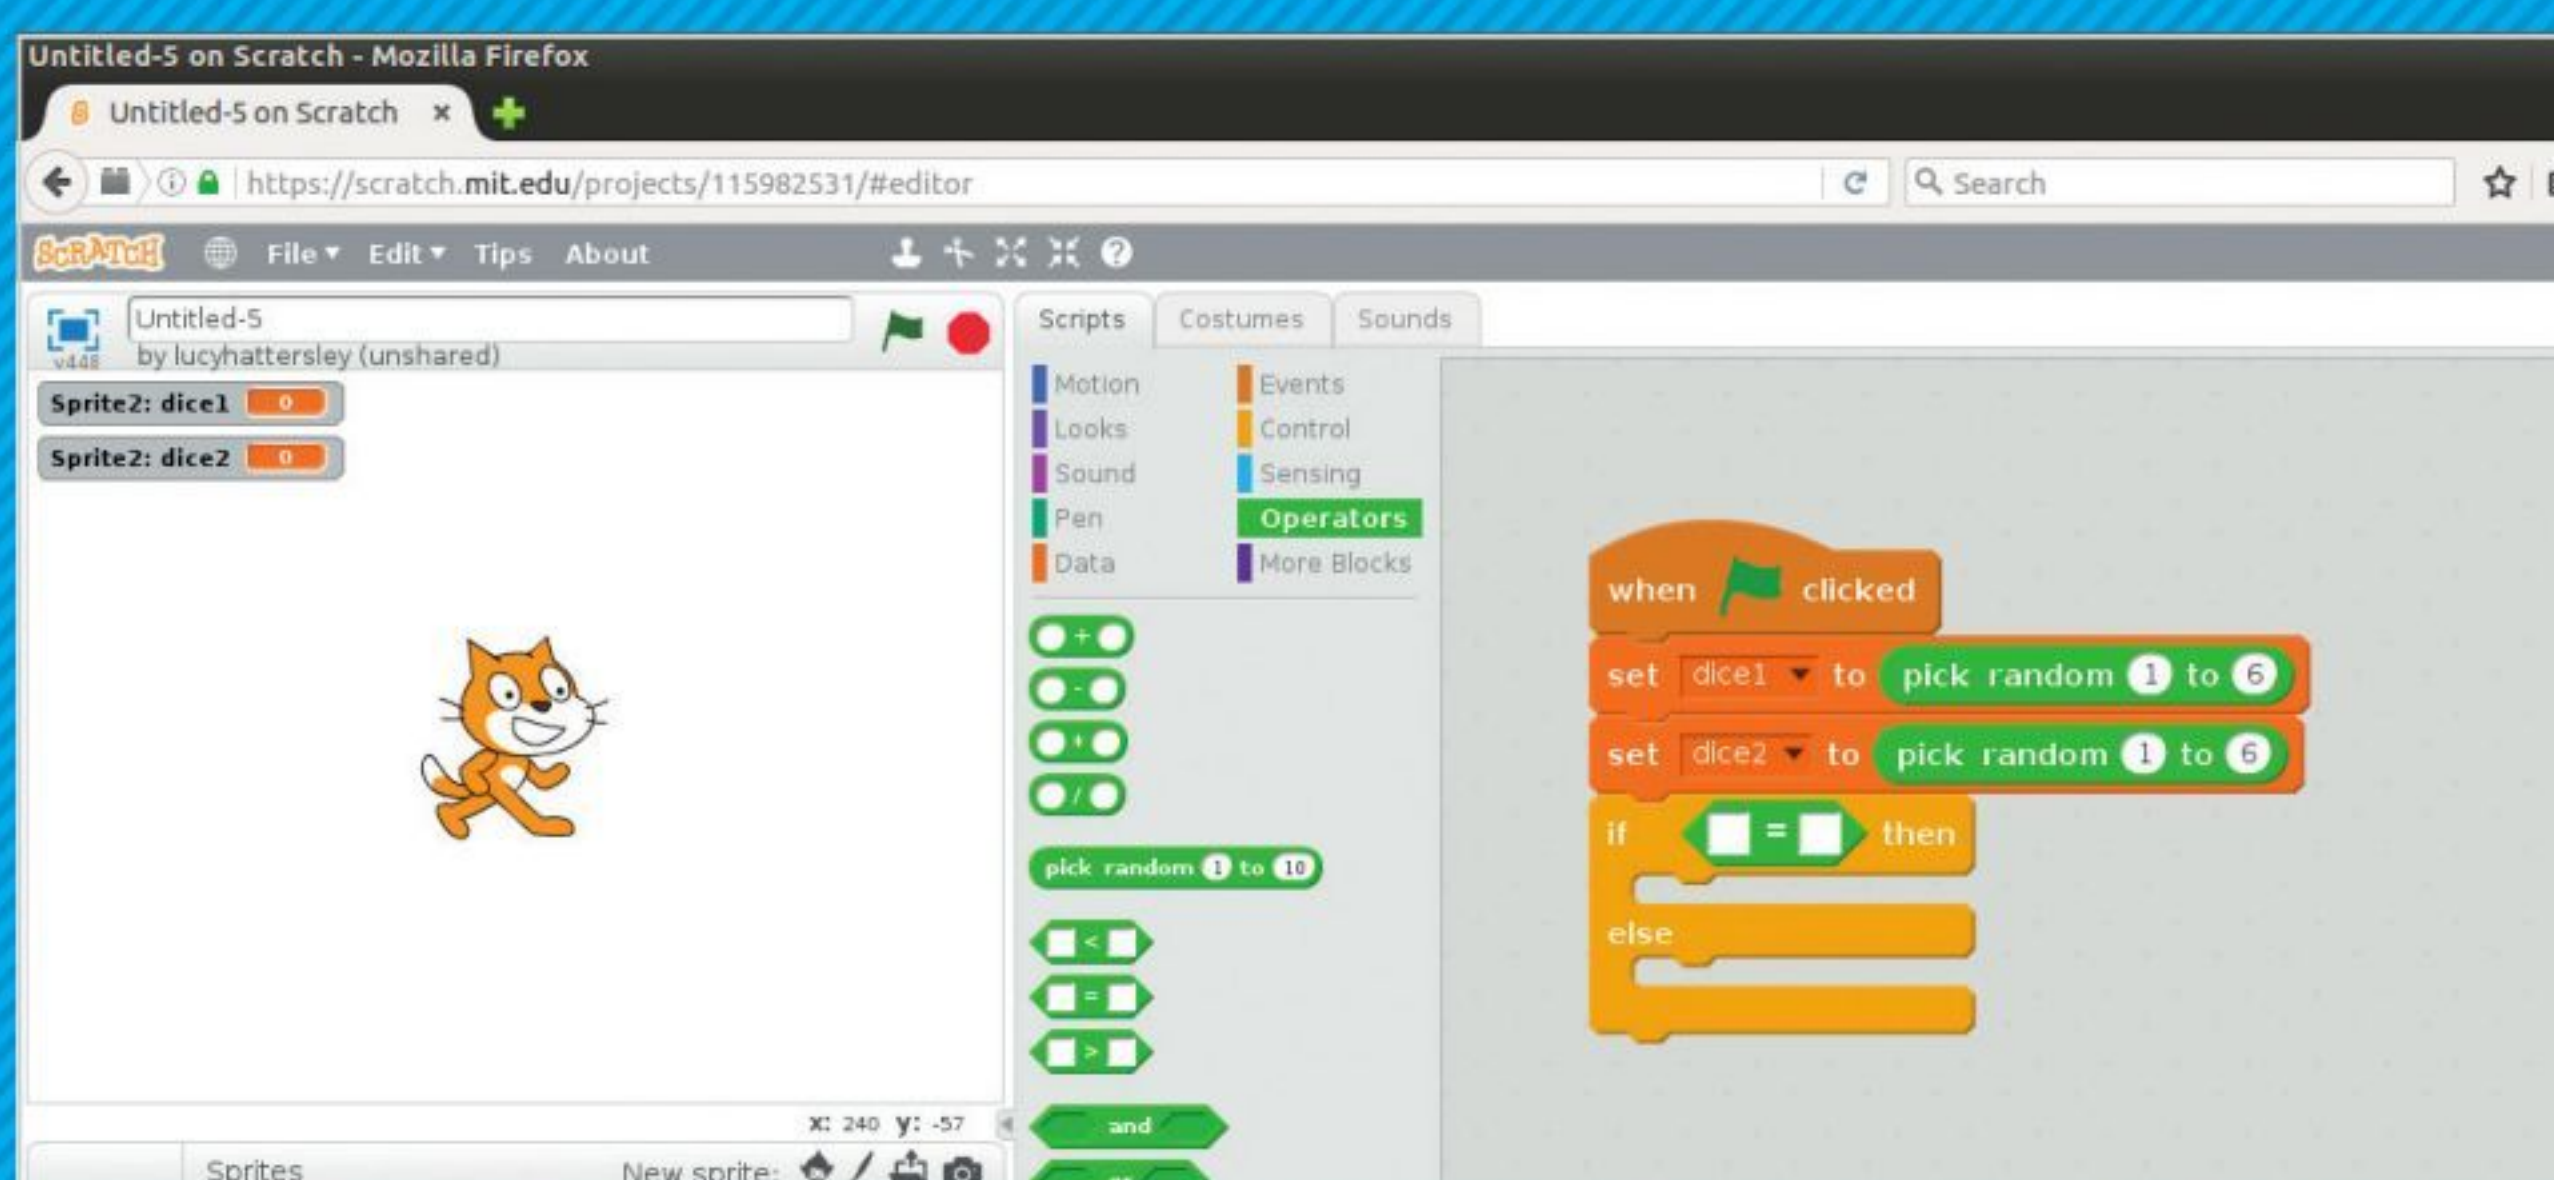 Untitled-5 on Scratch - Mozilla Firefox
Untitled-5 on Scratch
https://scratch.mit.edu/projects/115982531/#editor
Search
SCRATCH File Edit Tips About
Untitled-5
v448
by lucyhattersley (unshared)
Sprite2: dice1 0
Sprite2: dice2 0
x: 240 y: -57
Sprites New sprite:
Scripts Costumes Sounds
Motion Events
Looks Control
Sound Sensing
Pen Operators
Data More Blocks
+
-
*
/
pick random 1 to 10
<
=
>
and
when clicked
set dice1 to pick random 1 to 6
set dice2 to pick random 1 to 6
if = then
else